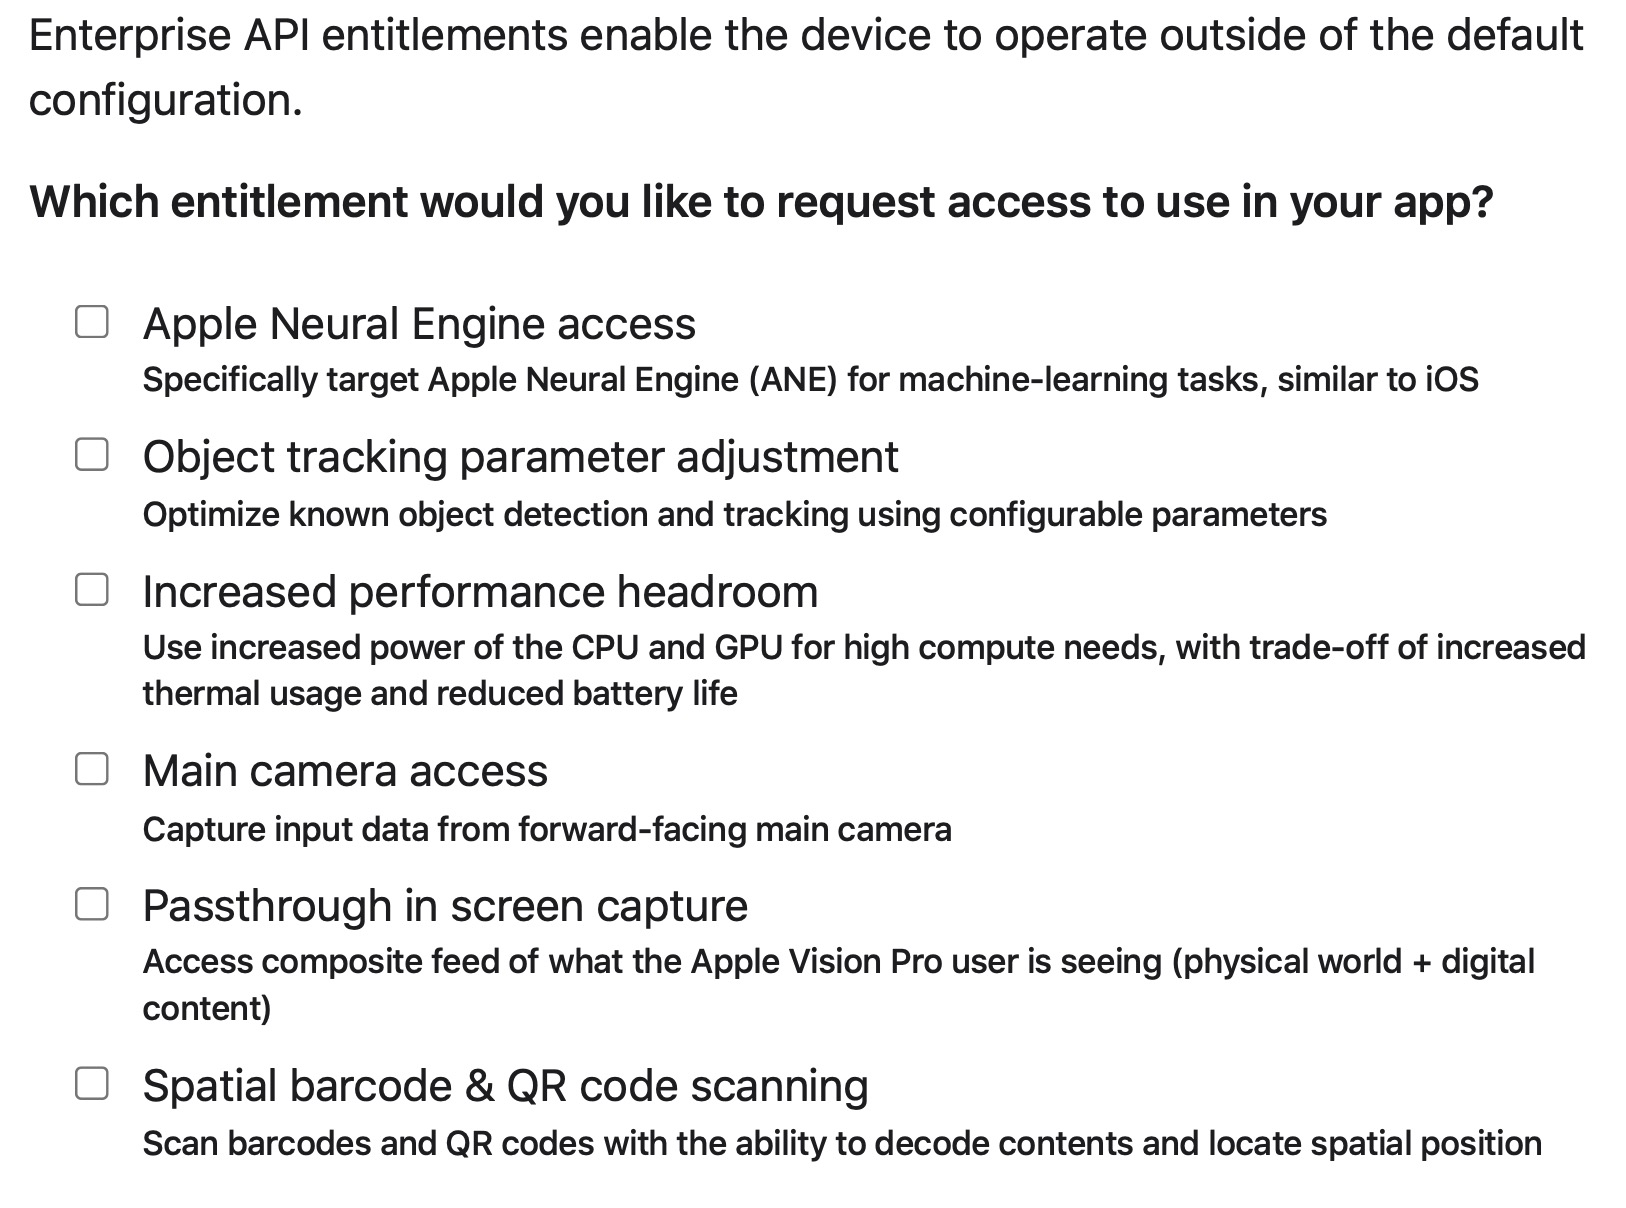 Enterprise API entitlements enable the device to operate outside of the default
configuration.
Which entitlement would you like to request access to use in your app?
Apple Neural Engine access
Specifically target Apple Neural Engine (ANE) for machine-learning tasks, similar to iOS
Object tracking parameter adjustment
Optimize known object detection and tracking using configurable parameters
Increased performance headroom
Use increased power of the CPU and GPU for high compute needs, with trade-off of increased
thermal usage and reduced battery life
Main camera access
Capture input data from forward-facing main camera
Passthrough in screen capture
Access composite feed of what the Apple Vision Pro user is seeing (physical world + digital
content)
Spatial barcode & QR code scanning
Scan barcodes and QR codes with the ability to decode contents and locate spatial position